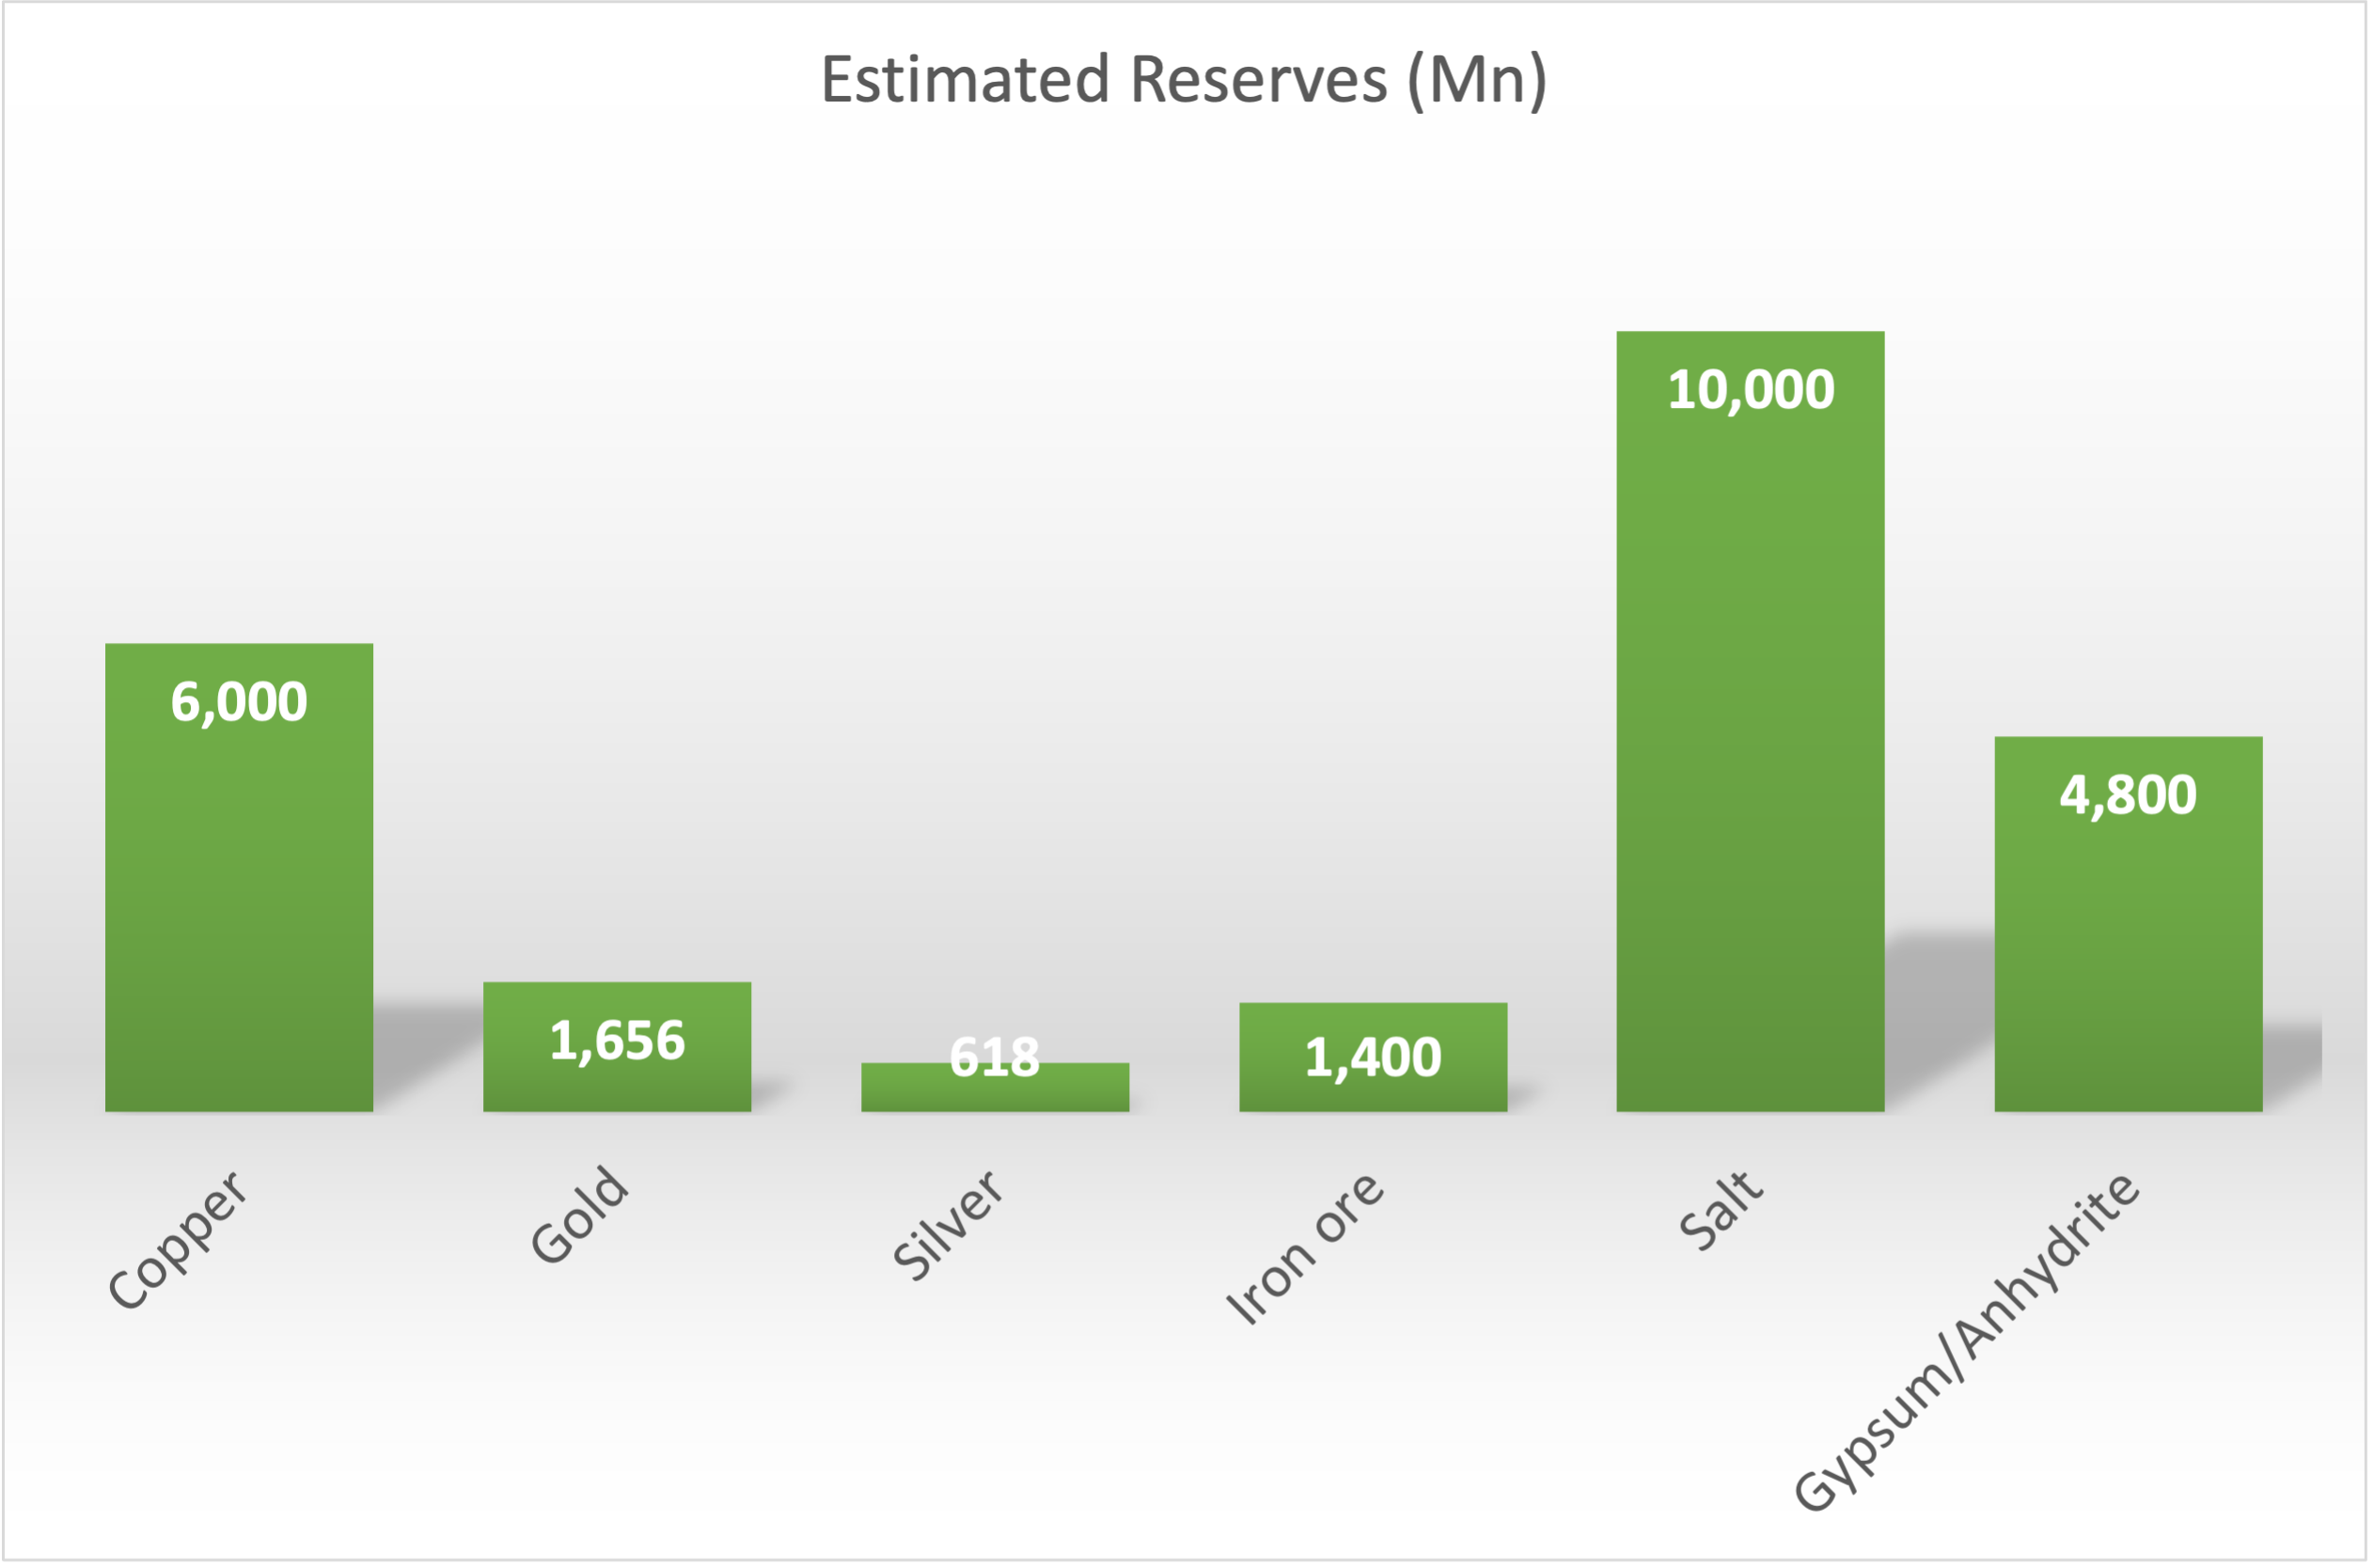 Estimated Reserves (Mn)
6,000
1,656
618
1,400
10,000
4,800
Copper
Gold
Silver
Iron ore
Salt
Gypsum/Anhydrite